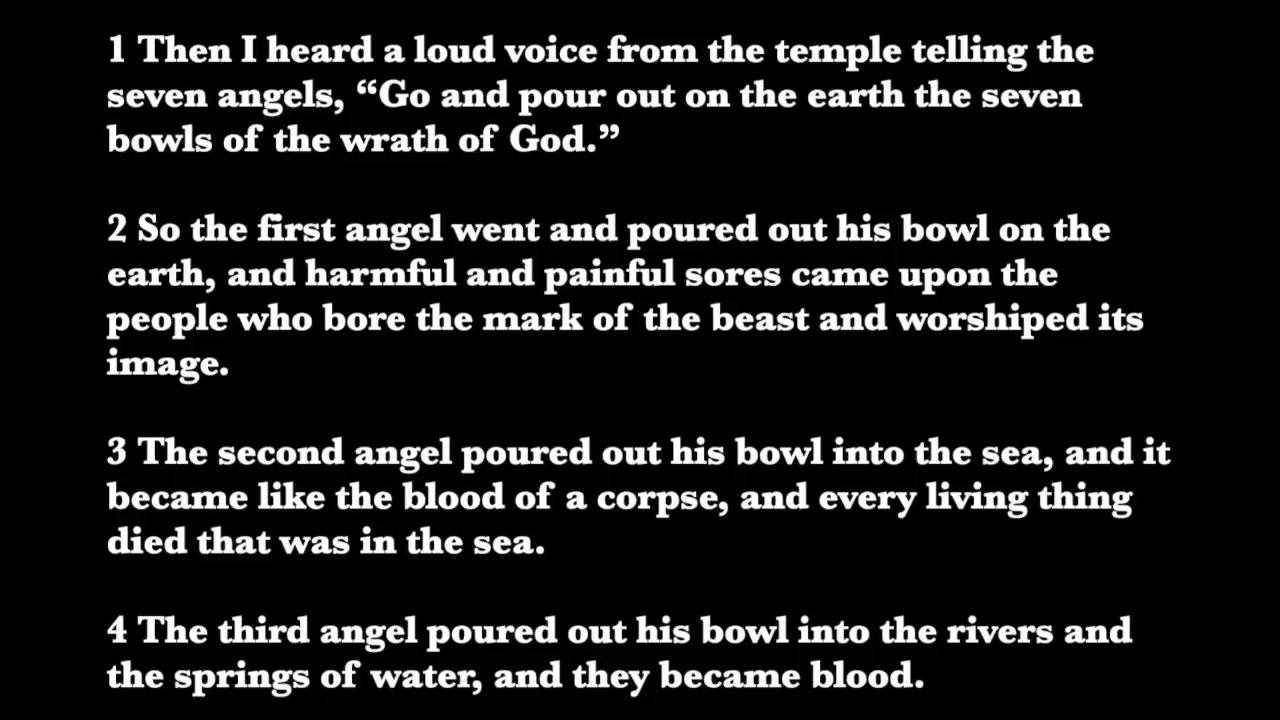 1 Then I heard a loud voice from the temple telling the
seven angels, “Go and pour out on the earth the seven
bowls of the wrath of God.”
2 So the first angel went and poured out his bowl on the
earth, and harmful and painful sores came upon the
people who bore the mark of the beast and worshiped its
image.
3 The second angel poured out his bowl into the sea, and it
became like the blood of a corpse, and every living thing
died that was in the sea.
4 The third angel poured out his bowl into the rivers and
the springs of water, and they became blood.